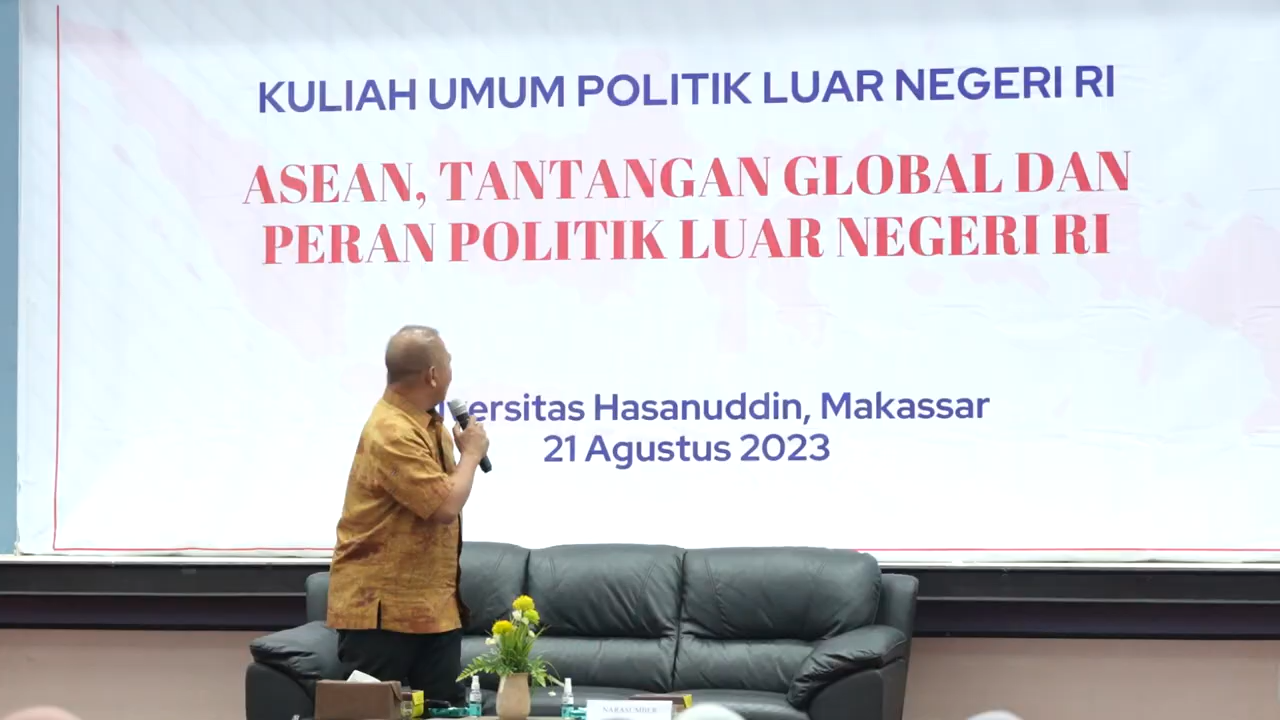 KULIAH UMUM POLITIK LUAR NEGERI RI
ASEAN, TANTANGAN GLOBAL DAN
PERAN POLITIK LUAR NEGERI RI
versitas Hasanuddin, Makassar
21 Agustus 2023
NARASUMBER